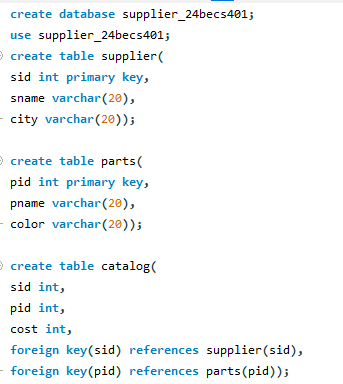 create database supplier_24becs401;
use supplier_24becs401;
create table supplier(
sid int primary key,
sname varchar(20),
city varchar(20));
create table parts(
pid int primary key,
pname varchar(20),
color varchar(20));
create table catalog(
sid int,
pid int,
cost int,
foreign key(sid) references supplier(sid),
foreign key(pid) references parts(pid));